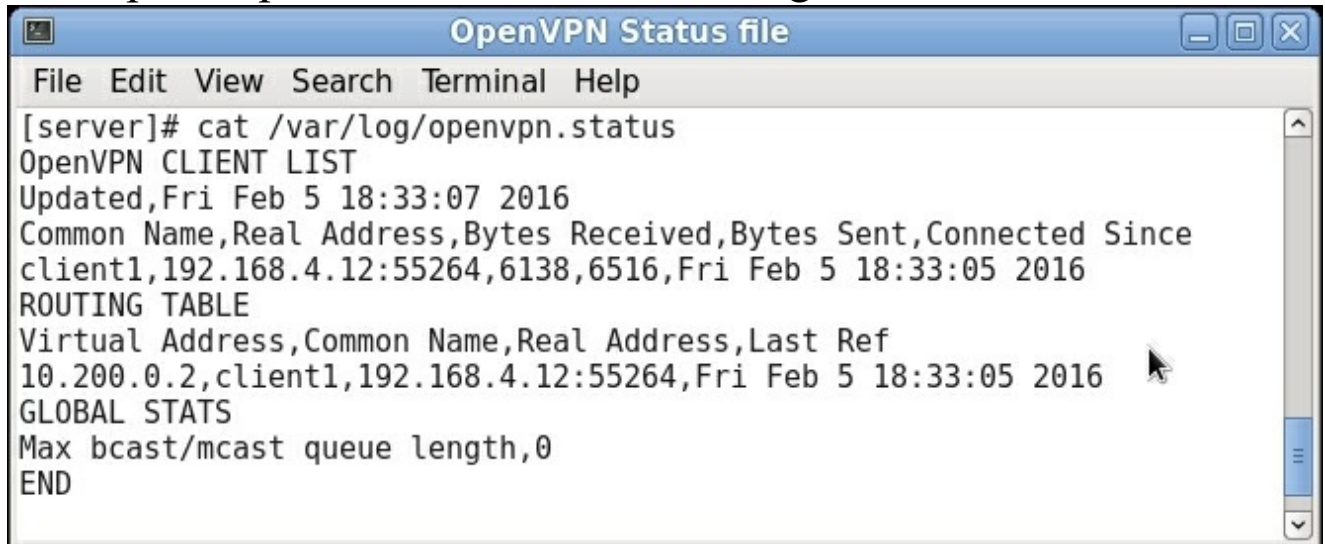 OpenVPN Status file
File Edit View Search Terminal Help
[server]# cat /var/log/openvpn.status
OpenVPN CLIENT LIST
Updated,Fri Feb 5 18:33:07 2016
Common Name,Real Address,Bytes Received,Bytes Sent,Connected Since
client1,192.168.4.12:55264,6138,6516,Fri Feb 5 18:33:05 2016
ROUTING TABLE
Virtual Address,Common Name,Real Address,Last Ref
10.200.0.2,client1,192.168.4.12:55264,Fri Feb 5 18:33:05 2016
GLOBAL STATS
Max bcast/mcast queue length,0
END